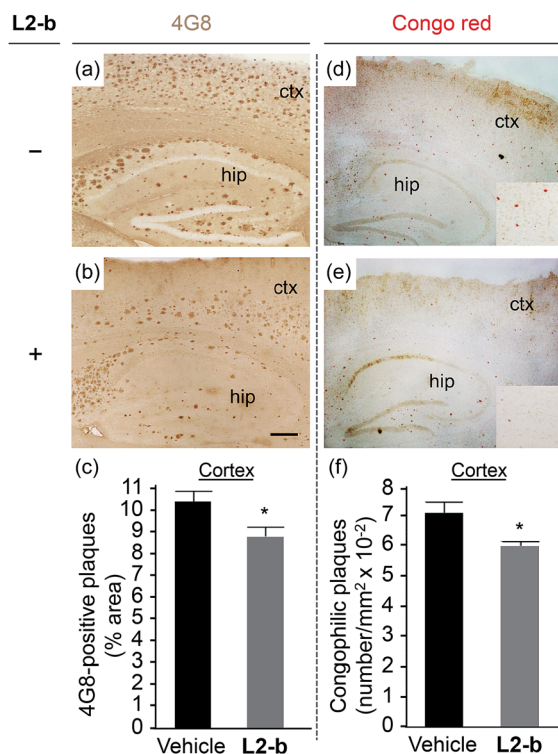 L2-b 4G8 Congo red
(a) ctx
hip
(d) ctx
hip
−
(b) ctx
hip
(e) ctx
hip
+
(c) Cortex
4G8-positive plaques
(% area)
11
10
9
8
7
6
5
4
3
2
1
0
*
Vehicle L2-b
(f) Cortex
Congophilic plaques
(number/mm² x 10⁻²)
8
7
6
5
4
3
2
1
0
*
Vehicle L2-b